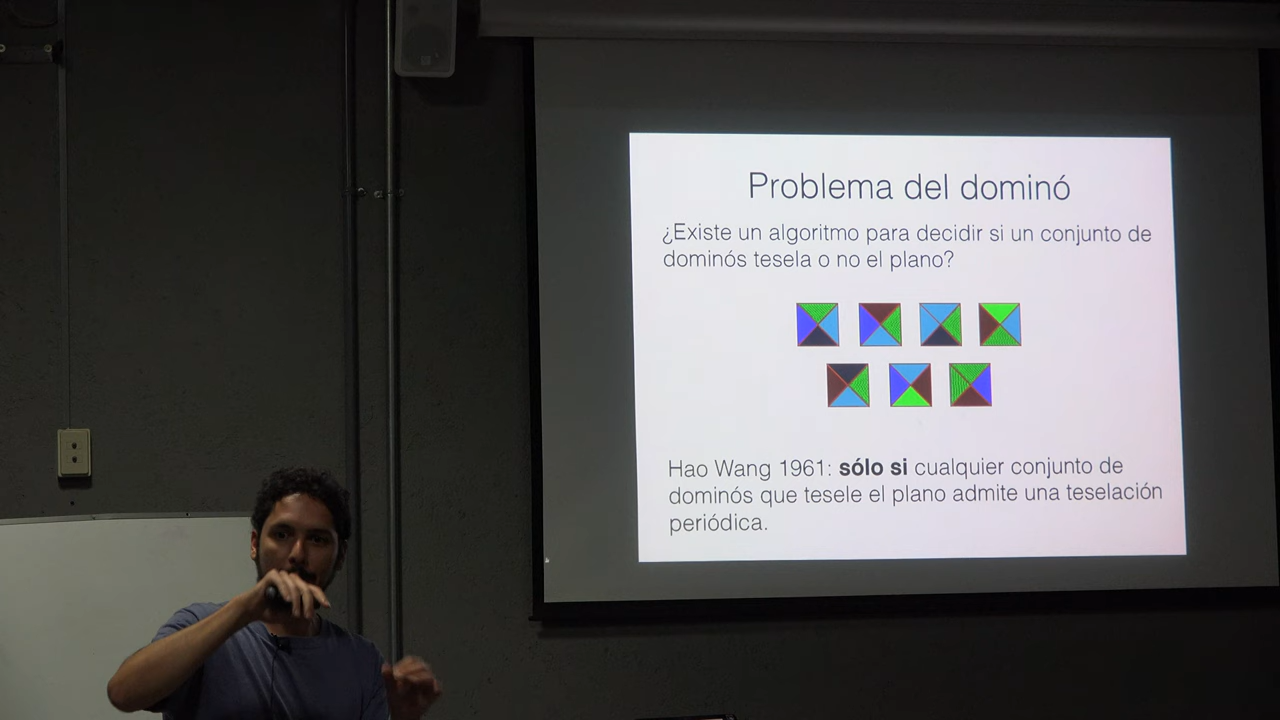 Problema del dominó
¿Existe un algoritmo para decidir si un conjunto de
dominós tesela o no el plano?
Hao Wang 1961: sólo si cualquier conjunto de
dominós que tesele el plano admite una teselación
periódica.